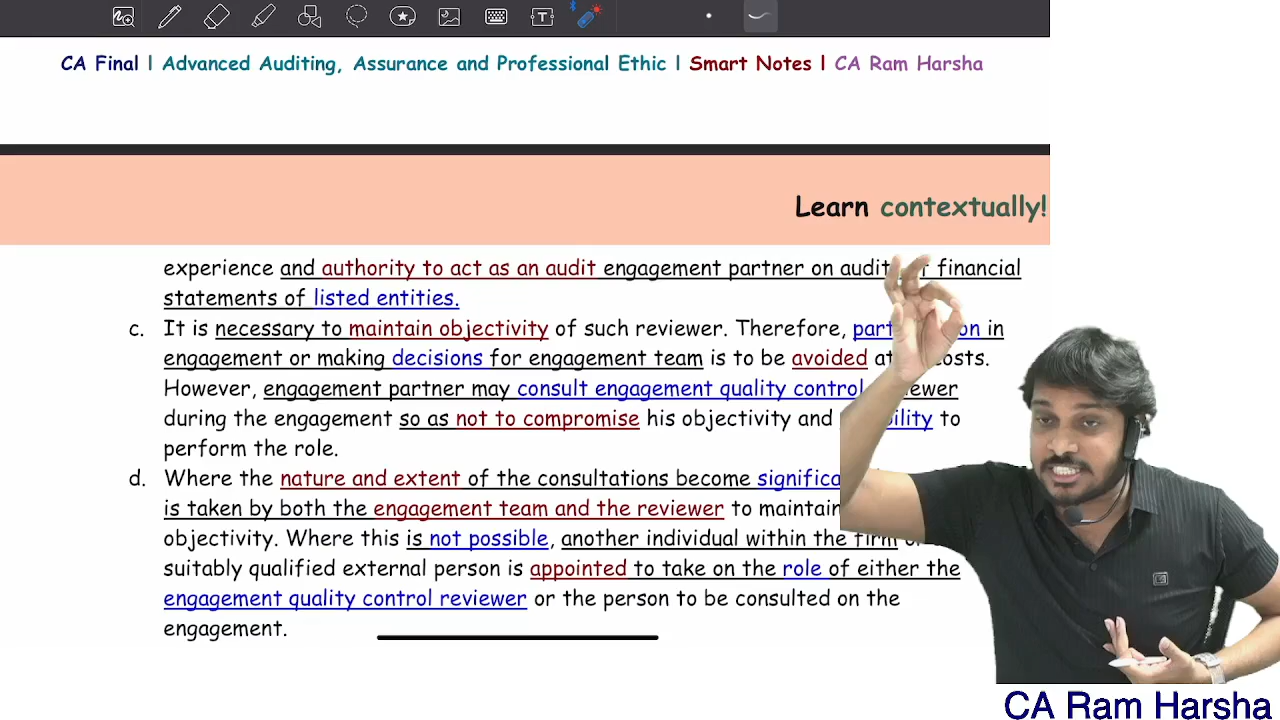 CA Final | Advanced Auditing, Assurance and Professional Ethic | Smart Notes | CA Ram Harsha
Learn contextually!
experience and authority to act as an audit engagement partner on audit financial
statements of listed entities.
c. It is necessary to maintain objectivity of such reviewer. Therefore, in
engagement or making decisions for engagement team is to be avoided at costs.
However, engagement partner may consult engagement quality control
during the engagement so as not to compromise his objectivity and to
perform the role.
d. Where the nature and extent of the consultations become
is taken by both the engagement team and the reviewer to maintain
objectivity. Where this is not possible, another individual within the firm
suitably qualified external person is appointed to take on the role of either the
engagement quality control reviewer or the person to be consulted on the
engagement.
CA Ram Harsha